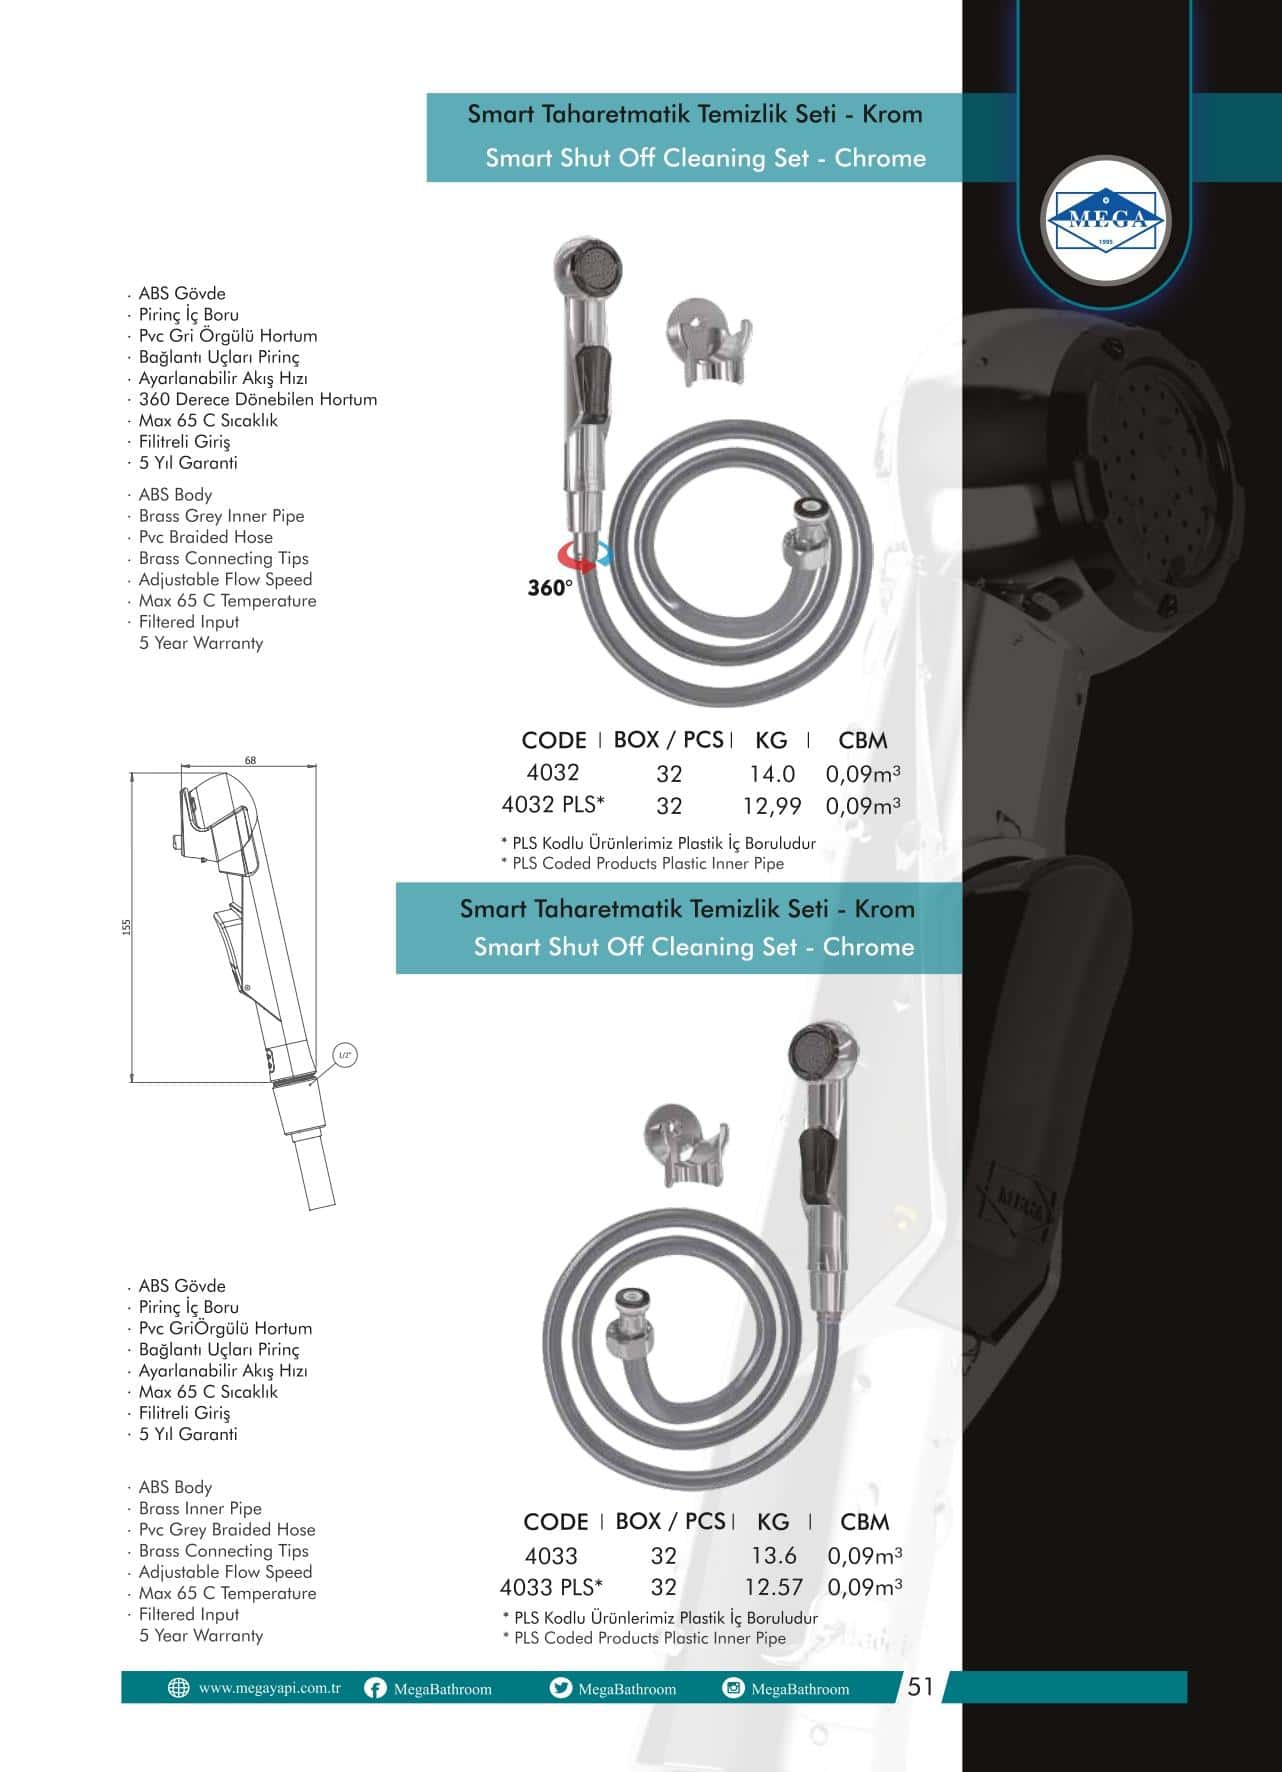 Smart Taharetmatik Temizlik Seti - Krom
Smart Shut Off Cleaning Set - Chrome
MEGA
1995
· ABS Gövde
· Pirinç İç Boru
· Pvc Gri Örgülü Hortum
· Bağlantı Uçları Pirinç
· Ayarlanabilir Akış Hızı
· 360 Derece Dönebilen Hortum
· Max 65 C Sıcaklık
· Filitreli Giriş
· 5 Yıl Garanti
· ABS Body
· Brass Grey Inner Pipe
· Pvc Braided Hose
· Brass Connecting Tips
· Adjustable Flow Speed
· Max 65 C Temperature
· Filtered Input
5 Year Warranty
360°
CODE | BOX / PCS | KG | CBM
4032 32 14.0 0,09m³
4032 PLS* 32 12,99 0,09m³
* PLS Kodlu Ürünlerimiz Plastik İç Boruludur
* PLS Coded Products Plastic Inner Pipe
68
155
1/2"
Smart Taharetmatik Temizlik Seti - Krom
Smart Shut Off Cleaning Set - Chrome
· ABS Gövde
· Pirinç İç Boru
· Pvc GriÖrgülü Hortum
· Bağlantı Uçları Pirinç
· Ayarlanabilir Akış Hızı
· Max 65 C Sıcaklık
· Filitreli Giriş
· 5 Yıl Garanti
· ABS Body
· Brass Inner Pipe
· Pvc Grey Braided Hose
· Brass Connecting Tips
· Adjustable Flow Speed
· Max 65 C Temperature
· Filtered Input
5 Year Warranty
CODE | BOX / PCS | KG | CBM
4033 32 13.6 0,09m³
4033 PLS* 32 12.57 0,09m³
* PLS Kodlu Ürünlerimiz Plastik İç Boruludur
* PLS Coded Products Plastic Inner Pipe
www.megayapi.com.tr MegaBathroom MegaBathroom MegaBathroom 51